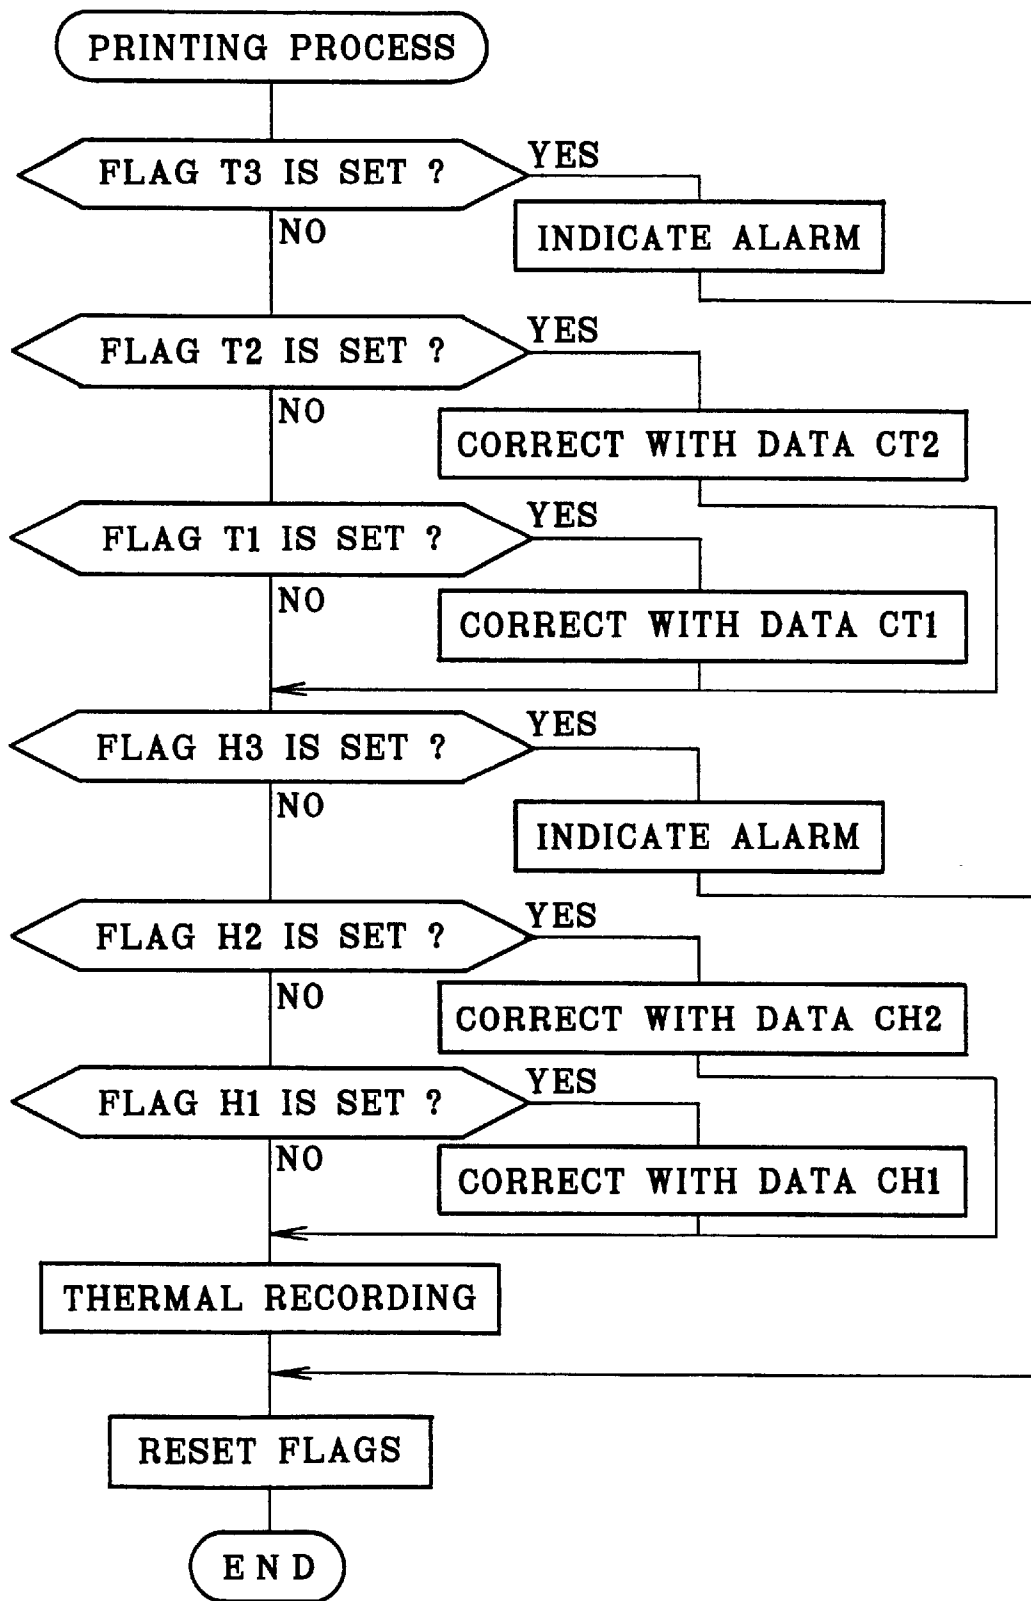 PRINTING PROCESS
FLAG T3 IS SET ?
YES
NO
INDICATE ALARM
FLAG T2 IS SET ?
YES
NO
CORRECT WITH DATA CT2
FLAG T1 IS SET ?
YES
NO
CORRECT WITH DATA CT1
FLAG H3 IS SET ?
YES
NO
INDICATE ALARM
FLAG H2 IS SET ?
YES
NO
CORRECT WITH DATA CH2
FLAG H1 IS SET ?
YES
NO
CORRECT WITH DATA CH1
THERMAL RECORDING
RESET FLAGS
END